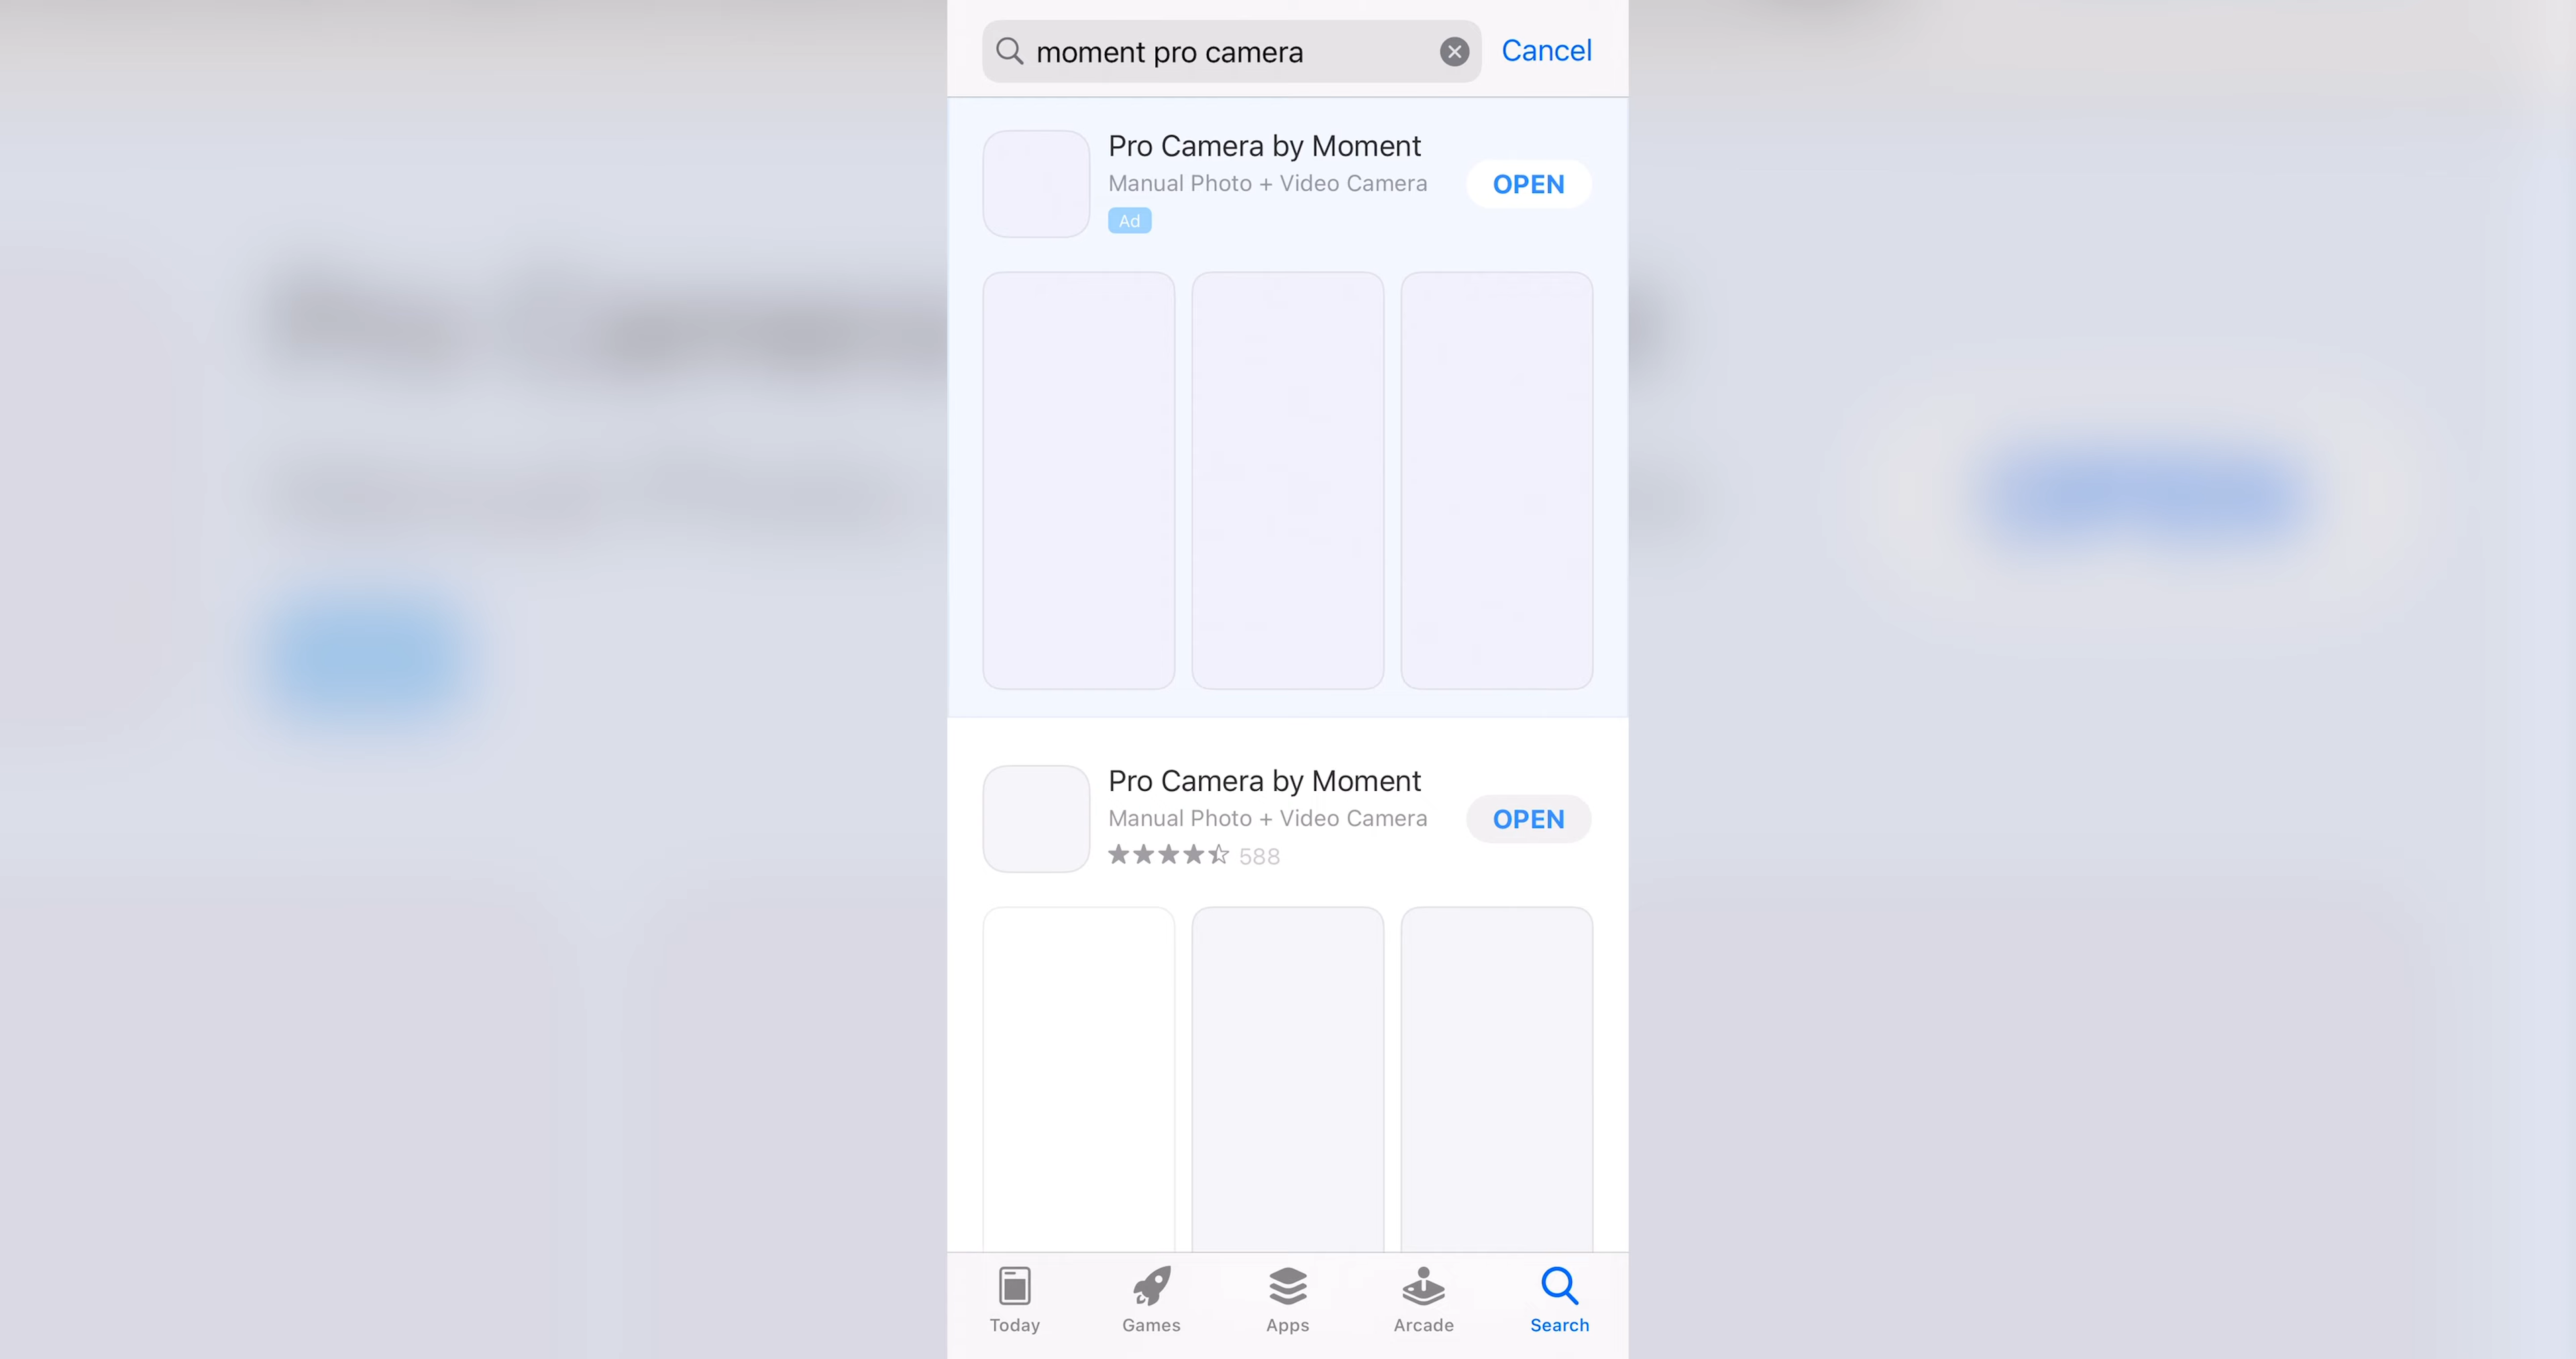 moment pro camera
Cancel
Pro Camera by Moment
Manual Photo + Video Camera
OPEN
Ad
Pro Camera by Moment
Manual Photo + Video Camera
OPEN
588
Today
Games
Apps
Arcade
Search